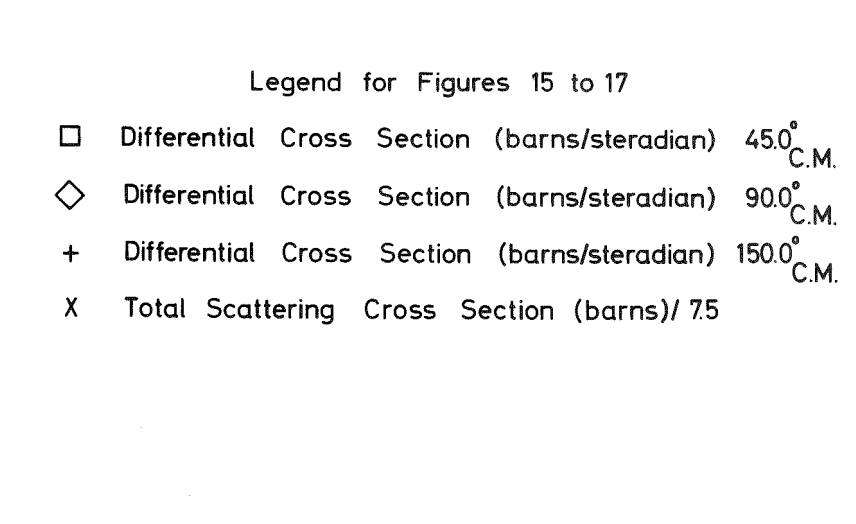 Legend for Figures 15 to 17
□ Differential Cross Section (barns/steradian) 45.0° C.M.
◇ Differential Cross Section (barns/steradian) 90.0° C.M.
+ Differential Cross Section (barns/steradian) 150.0° C.M.
X Total Scattering Cross Section (barns)/ 7.5